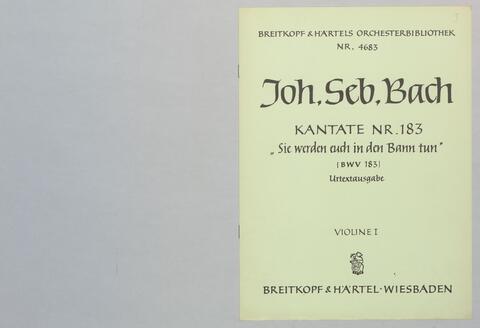 BREITKOPF & HÄRTELS ORCHESTERBIBLIOTHEK
NR. 4683
Joh. Seb. Bach
KANTATE NR. 183
„Sie werden euch in den Bann tun“
(BWV 183)
Urtextausgabe
VIOLINE I
BREITKOPF & HÄRTEL · WIESBADEN